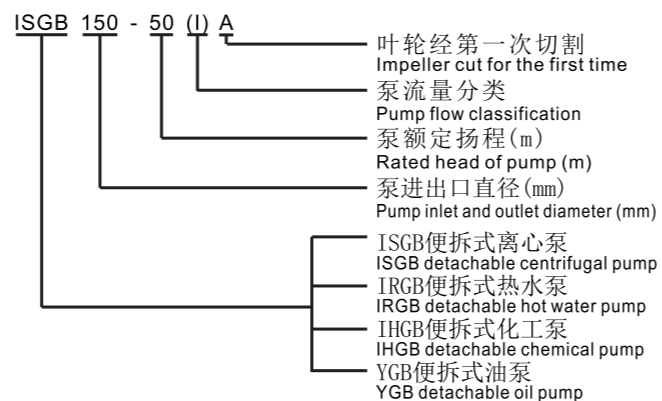 ISGB 150 - 50 (I) A
叶轮经第一次切割
Impeller cut for the first time
泵流量分类
Pump flow classification
泵额定扬程(m)
Rated head of pump (m)
泵进出口直径(mm)
Pump inlet and outlet diameter (mm)
ISGB便拆式离心泵
ISGB detachable centrifugal pump
IRGB便拆式热水泵
IRGB detachable hot water pump
IHGB便拆式化工泵
IHGB detachable chemical pump
YGB便拆式油泵
YGB detachable oil pump